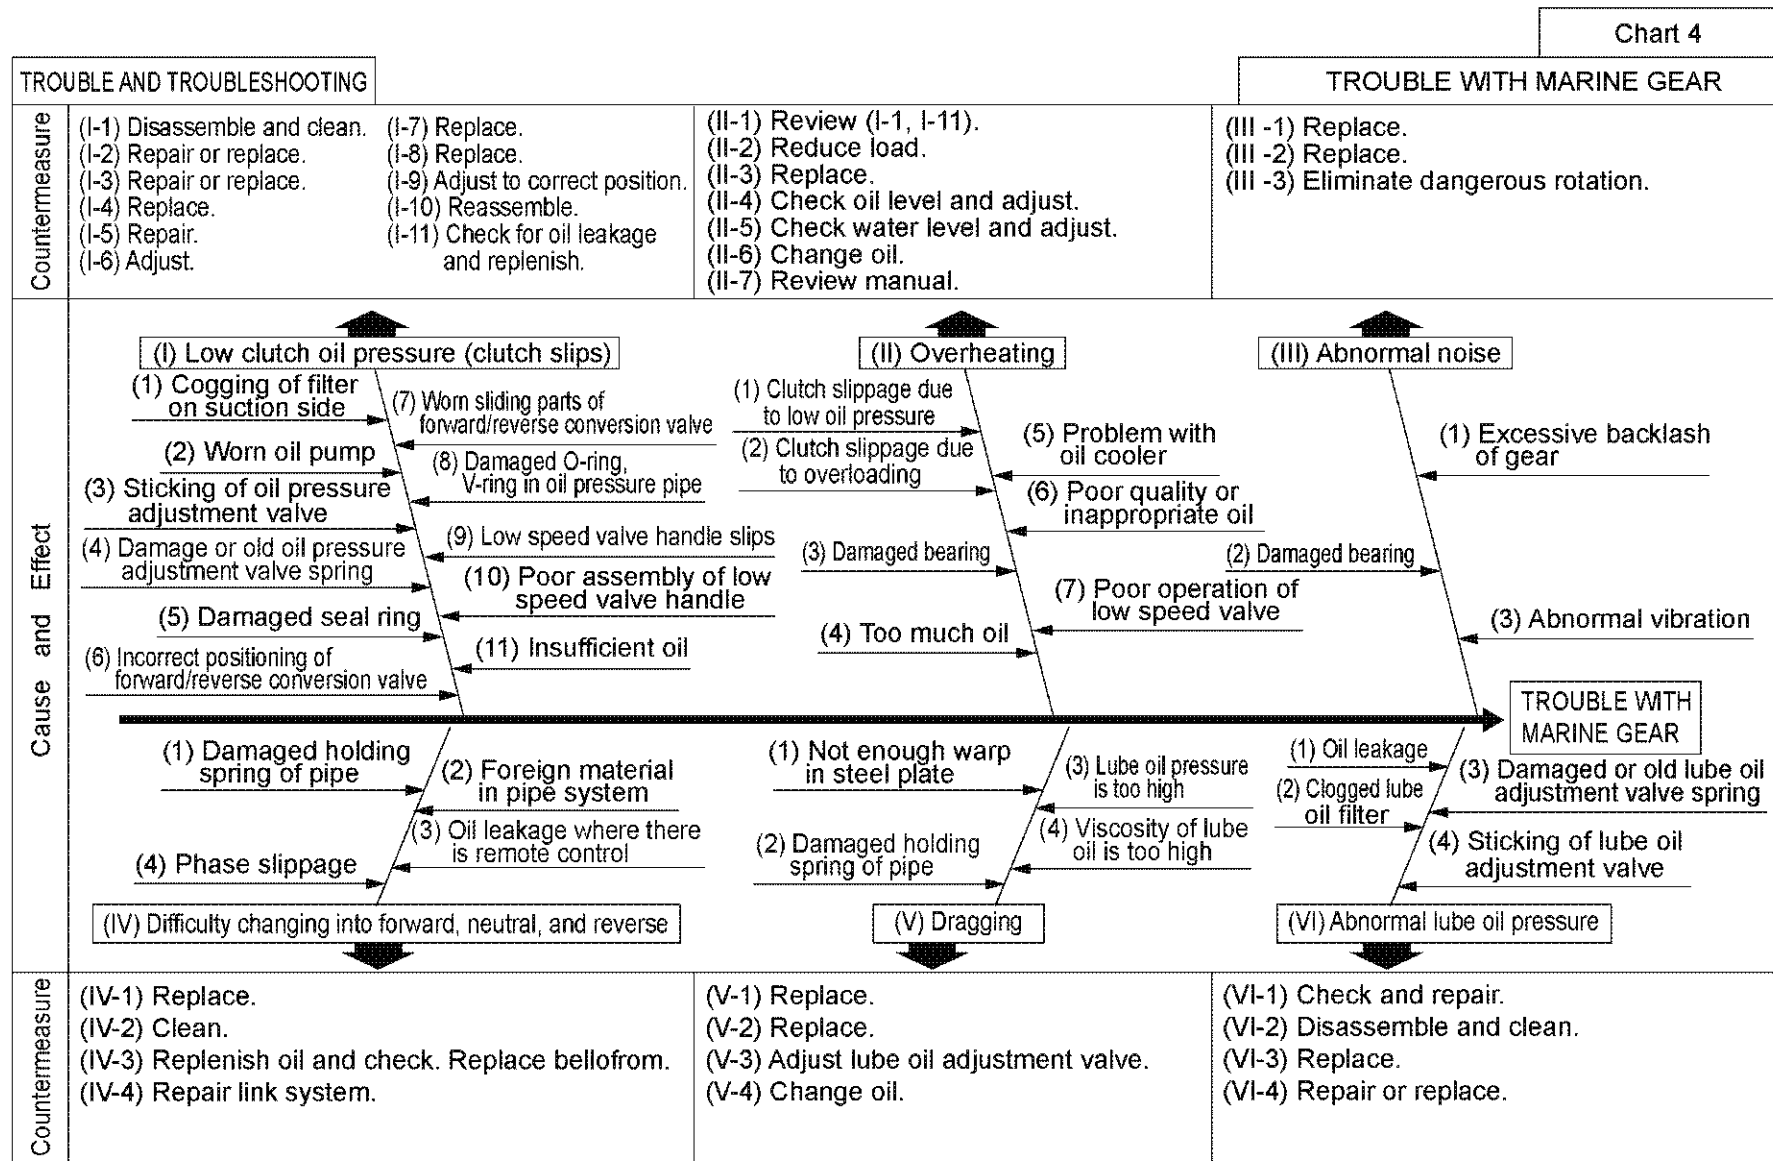 Chart 4
TROUBLE AND TROUBLESHOOTING
TROUBLE WITH MARINE GEAR
Countermeasure
(I-1) Disassemble and clean.
(I-2) Repair or replace.
(I-3) Repair or replace.
(I-4) Replace.
(I-5) Repair.
(I-6) Adjust.
(I-7) Replace.
(I-8) Replace.
(I-9) Adjust to correct position.
(I-10) Reassemble.
(I-11) Check for oil leakage
and replenish.
(II-1) Review (I-1, I-11).
(II-2) Reduce load.
(II-3) Replace.
(II-4) Check oil level and adjust.
(II-5) Check water level and adjust.
(II-6) Change oil.
(II-7) Review manual.
(III -1) Replace.
(III -2) Replace.
(III -3) Eliminate dangerous rotation.
Cause and Effect
(I) Low clutch oil pressure (clutch slips)
(1) Cogging of filter
on suction side
(2) Worn oil pump
(3) Sticking of oil pressure
adjustment valve
(4) Damage or old oil pressure
adjustment valve spring
(5) Damaged seal ring
(6) Incorrect positioning of
forward/reverse conversion valve
(7) Worn sliding parts of
forward/reverse conversion valve
(8) Damaged O-ring,
V-ring in oil pressure pipe
(9) Low speed valve handle slips
(10) Poor assembly of low
speed valve handle
(11) Insufficient oil
(II) Overheating
(1) Clutch slippage due
to low oil pressure
(2) Clutch slippage due
to overloading
(3) Damaged bearing
(4) Too much oil
(5) Problem with
oil cooler
(6) Poor quality or
inappropriate oil
(7) Poor operation of
low speed valve
(III) Abnormal noise
(1) Excessive backlash
of gear
(2) Damaged bearing
(3) Abnormal vibration
TROUBLE WITH
MARINE GEAR
(1) Damaged holding
spring of pipe
(2) Foreign material
in pipe system
(3) Oil leakage where there
is remote control
(4) Phase slippage
(IV) Difficulty changing into forward, neutral, and reverse
(1) Not enough warp
in steel plate
(2) Damaged holding
spring of pipe
(3) Lube oil pressure
is too high
(4) Viscosity of lube
oil is too high
(V) Dragging
(1) Oil leakage
(2) Clogged lube
oil filter
(3) Damaged or old lube oil
adjustment valve spring
(4) Sticking of lube oil
adjustment valve
(VI) Abnormal lube oil pressure
Countermeasure
(IV-1) Replace.
(IV-2) Clean.
(IV-3) Replenish oil and check. Replace bellofrom.
(IV-4) Repair link system.
(V-1) Replace.
(V-2) Replace.
(V-3) Adjust lube oil adjustment valve.
(V-4) Change oil.
(VI-1) Check and repair.
(VI-2) Disassemble and clean.
(VI-3) Replace.
(VI-4) Repair or replace.